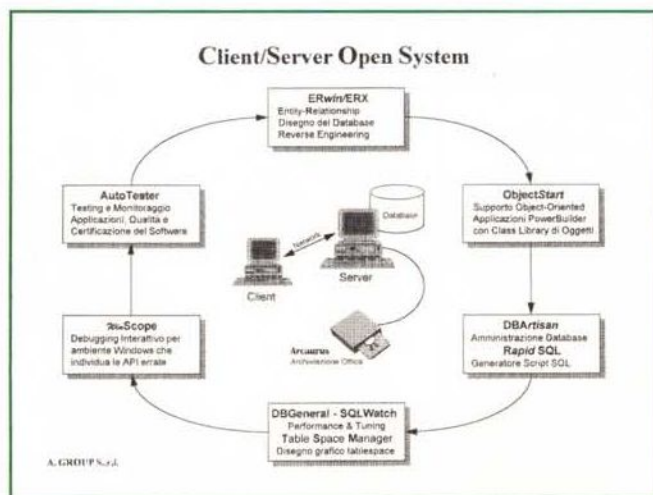 Client/Server Open System
ERwin/ERX
Entity-Relationship
Disegno del Database
Reverse Engineering
AutoTester
Testing e Monitoraggio
Applicazioni, Qualità e
Certificazione del Software
ObjectStart
Supporto Object-Oriented
Applicazioni PowerBuilder
con Class Library di Oggetti
Database
Network
Server
Client
Scope
Debugging Interattivo per
ambiente Windows che
individua le API errate
Arcaurus
Archiviazione Ottica
DBArtisan
Amministrazione Database
Rapid SQL
Generatore Script SQL
DBGeneral - SQLWatch
Performance & Tuning
Table Space Manager
Disegno grafico tablespace
A. GROUP S.r.l.